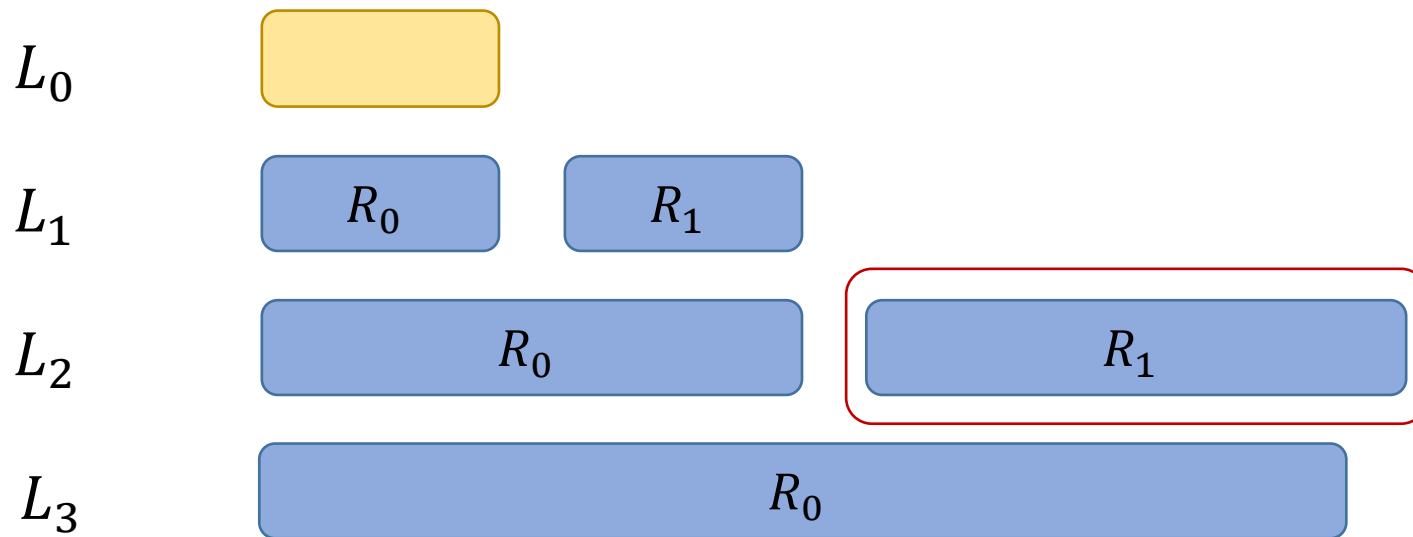 L₀
L₁ R₀ R₁
L₂ R₀ R₁
L₃ R₀